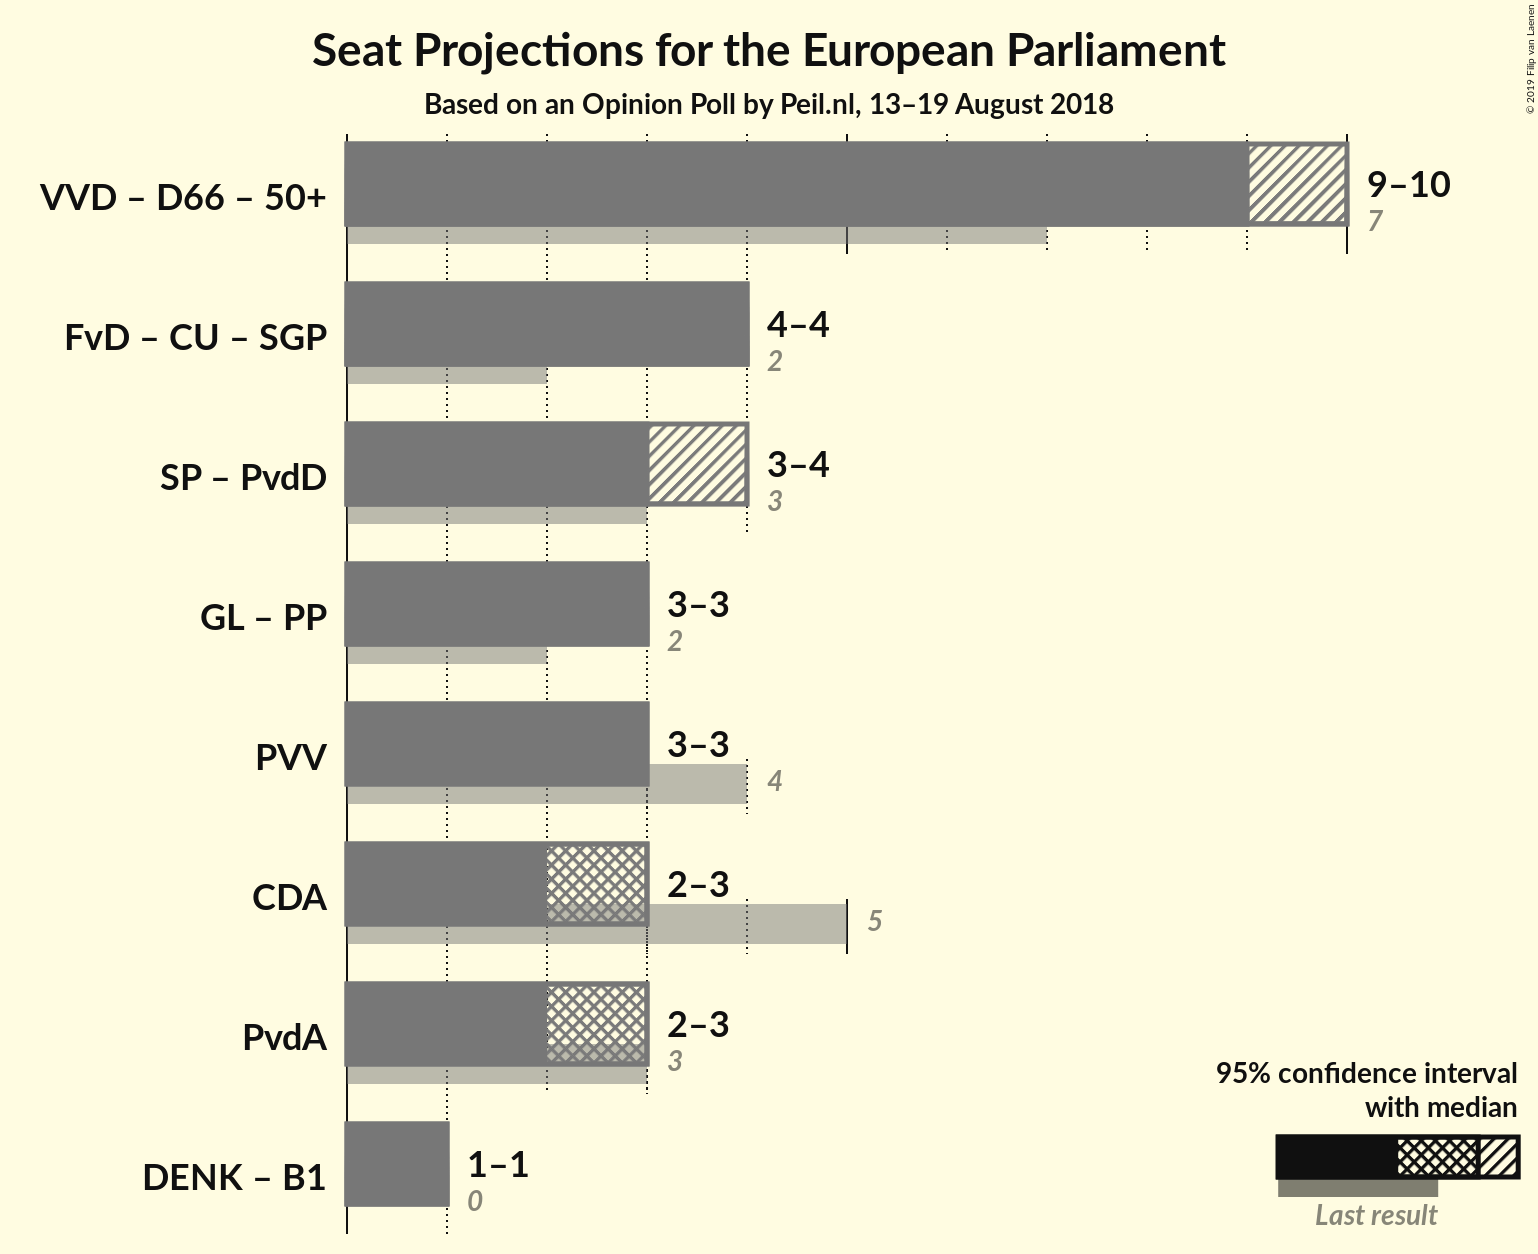 Seat Projections for the European Parliament
Based on an Opinion Poll by Peil.nl, 13–19 August 2018
© 2019 Filip van Laenen
VVD – D66 – 50+
9–10
7
FvD – CU – SGP
4–4
2
SP – PvdD
3–4
3
GL – PP
3–3
2
PVV
3–3
4
CDA
2–3
5
PvdA
2–3
3
DENK – B1
1–1
0
95% confidence interval
with median
Last result